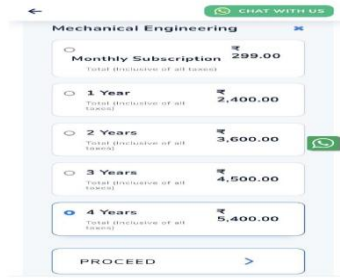 CHAT WITH US
Mechanical Engineering
Monthly Subscription ₹ 299.00
Total (Inclusive of all taxes)
1 Year ₹ 2,400.00
Total (Inclusive of all
taxes)
2 Years ₹ 3,600.00
Total (Inclusive of all
taxes)
3 Years ₹ 4,500.00
Total (Inclusive of all
taxes)
4 Years ₹ 5,400.00
Total (Inclusive of all
taxes)
PROCEED